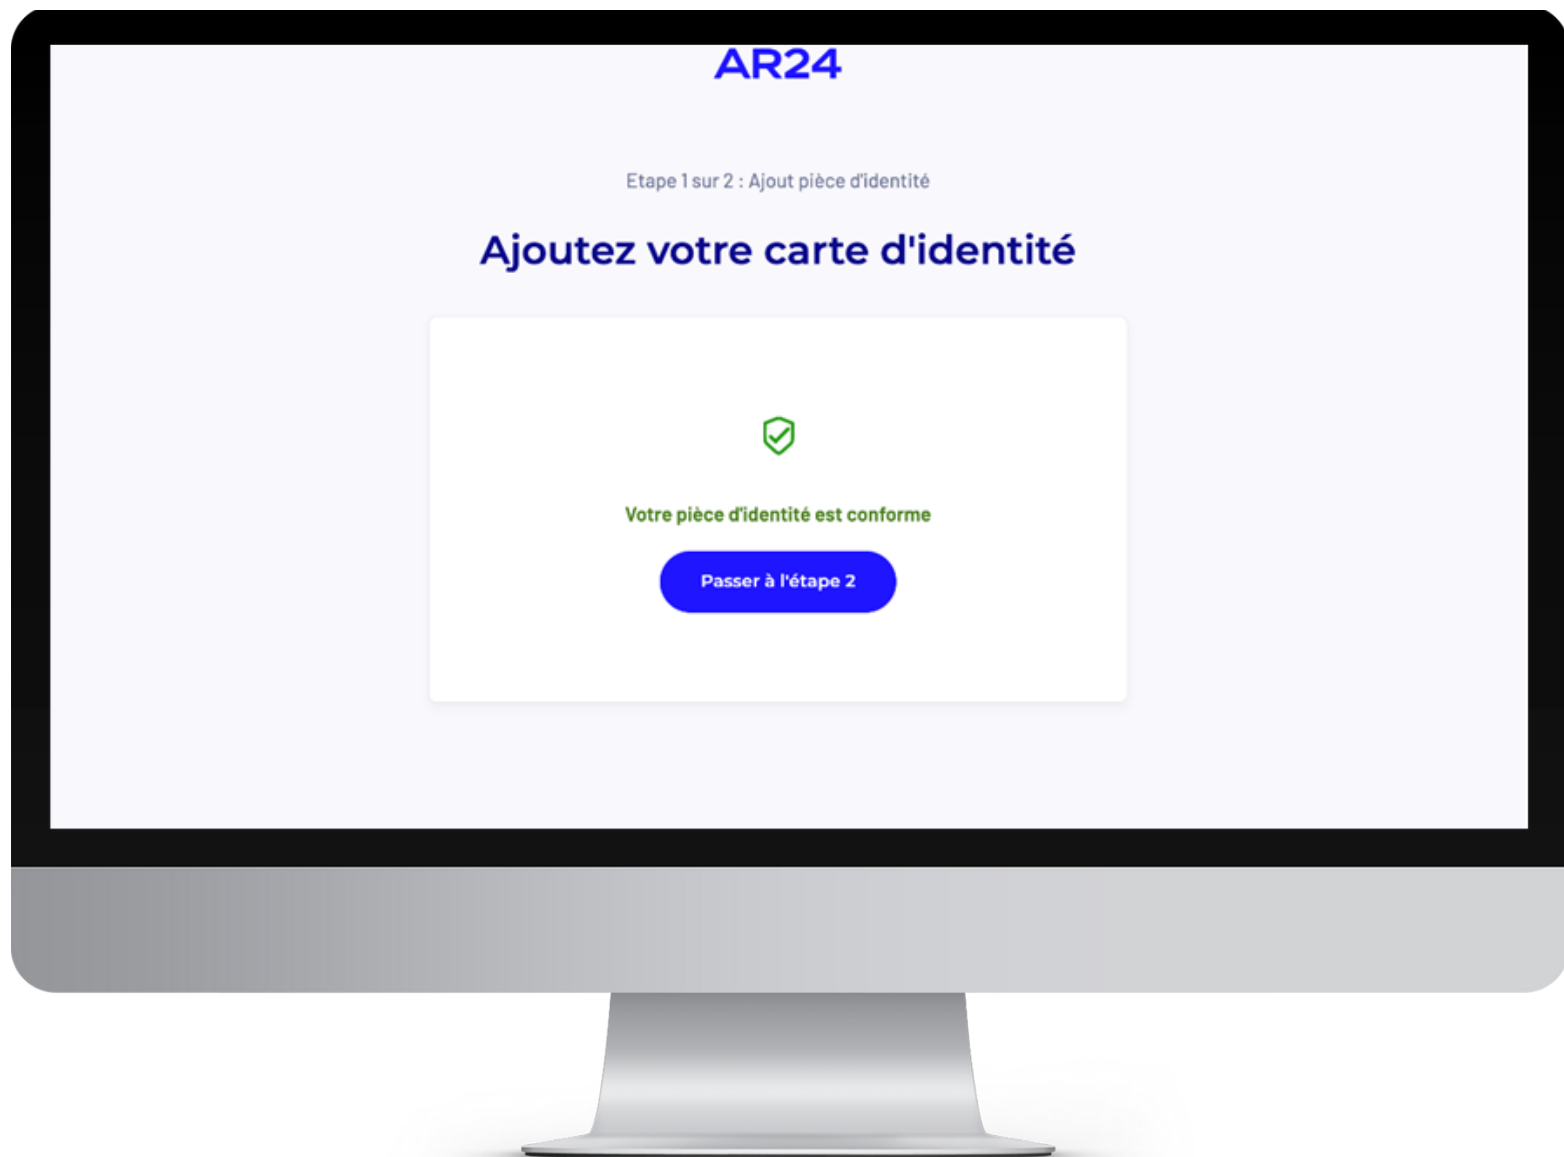 AR24
Etape 1 sur 2 : Ajout pièce d'identité
Ajoutez votre carte d'identité
Votre pièce d'identité est conforme
Passer à l'étape 2